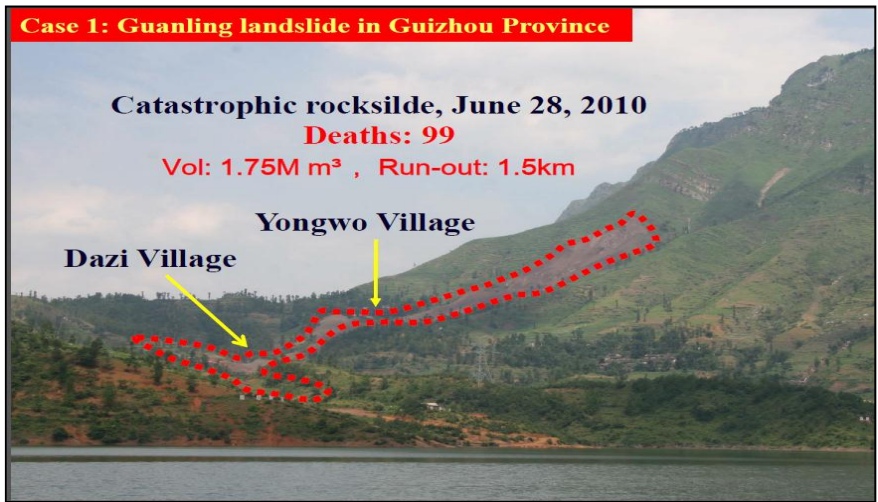 Case 1: Guanling landslide in Guizhou Province
Catastrophic rocksilde, June 28, 2010
Deaths: 99
Vol: 1.75M m³ , Run-out: 1.5km
Yongwo Village
Dazi Village